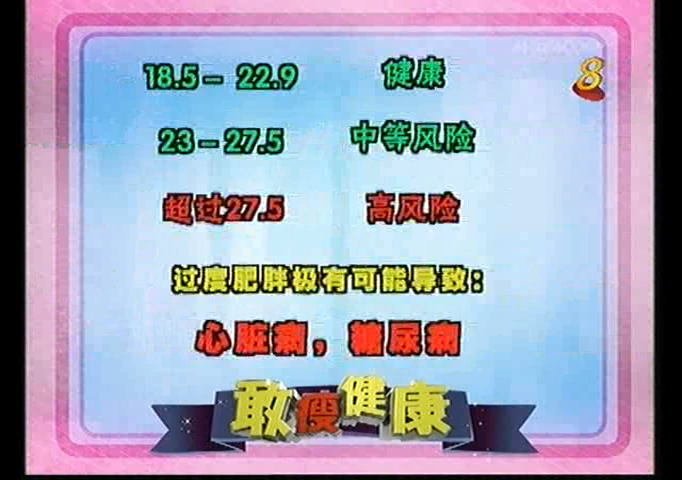 18.5 – 22.9 健康
8
23 – 27.5 中等风险
超过27.5 高风险
过度肥胖极有可能导致：
心脏病，糖尿病
敢瘦健康